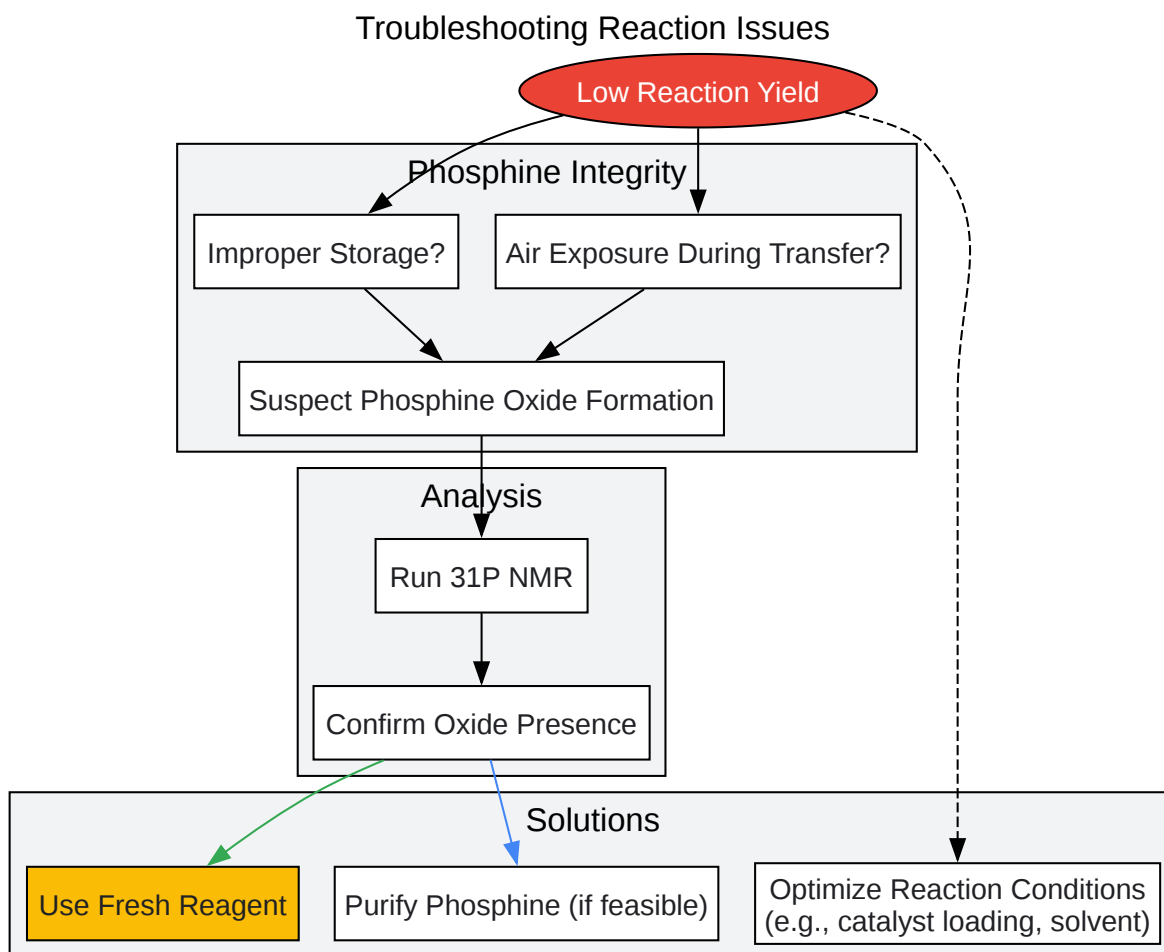 Troubleshooting Reaction Issues
Low Reaction Yield
Phosphine Integrity
Improper Storage?
Air Exposure During Transfer?
Suspect Phosphine Oxide Formation
Analysis
Run 31P NMR
Confirm Oxide Presence
Solutions
Use Fresh Reagent
Purify Phosphine (if feasible)
Optimize Reaction Conditions
(e.g., catalyst loading, solvent)